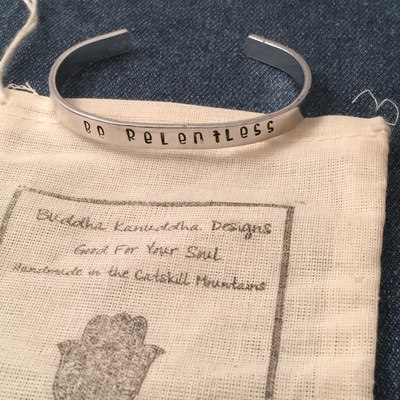 Be Relentless
Buddha Kanuddha Designs
Good For Your Soul
Handmade in the Catskill Mountains